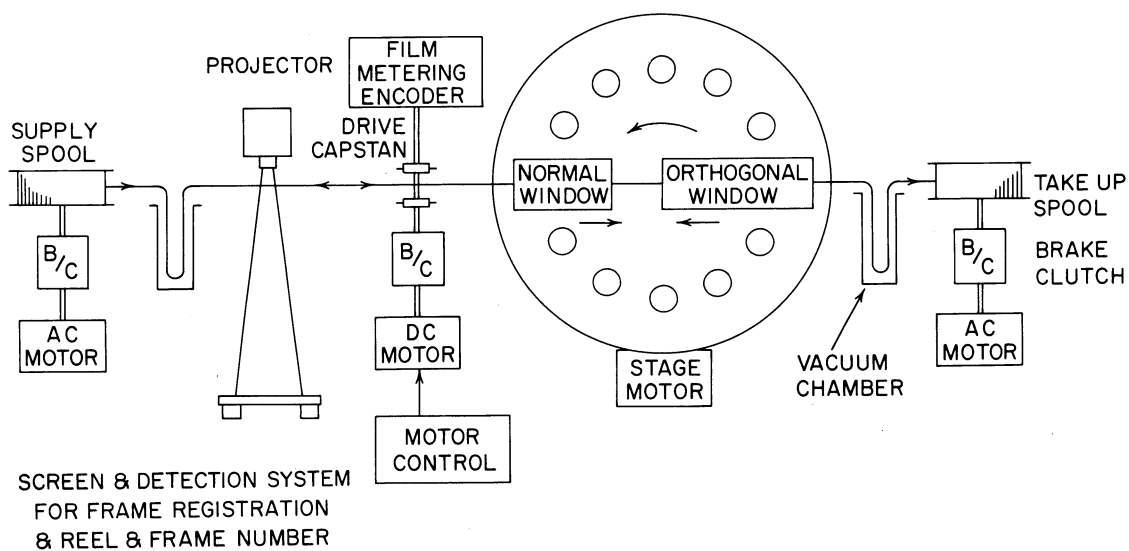 FILM
METERING
ENCODER
PROJECTOR
DRIVE
CAPSTAN
SUPPLY
SPOOL
NORMAL
WINDOW
ORTHOGONAL
WINDOW
TAKE UP
SPOOL
B/C
B/C
B/C
BRAKE
CLUTCH
AC
MOTOR
DC
MOTOR
STAGE
MOTOR
VACUUM
CHAMBER
AC
MOTOR
MOTOR
CONTROL
SCREEN & DETECTION SYSTEM
FOR FRAME REGISTRATION
& REEL & FRAME NUMBER